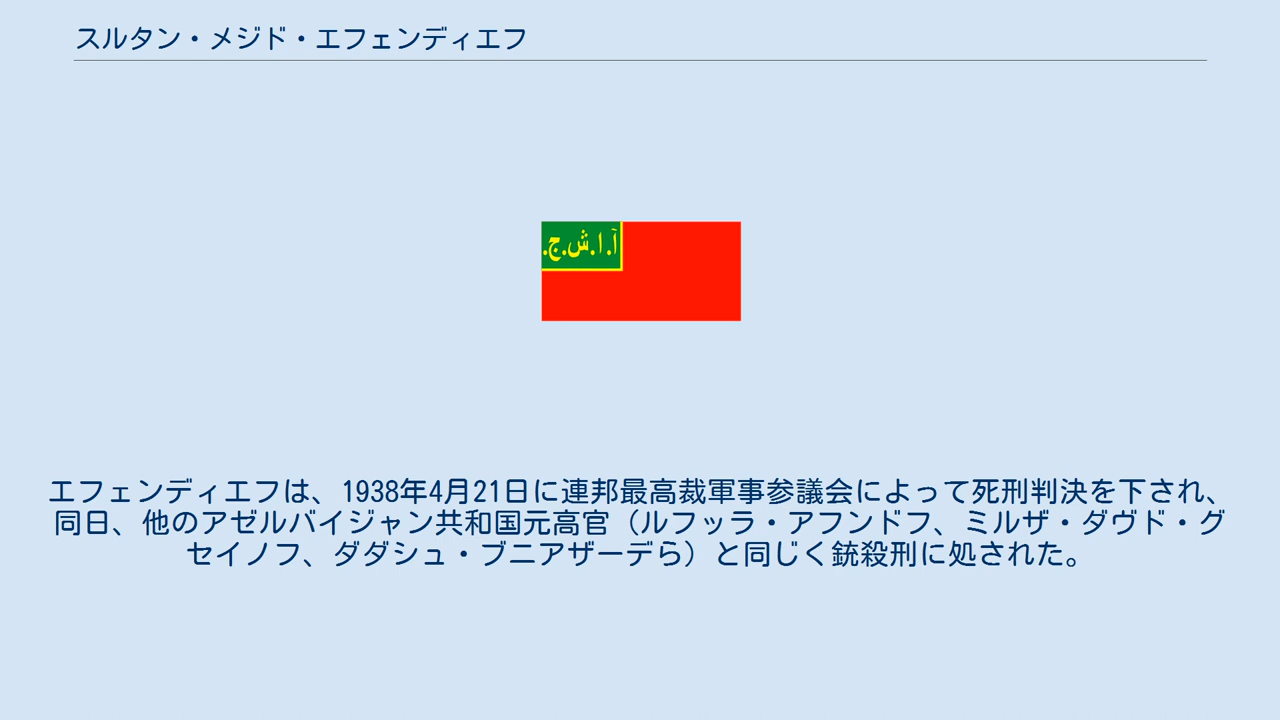 スルタン・メジド・エフェンディエフ
آ.ا.ش.ج.
エフェンディエフは、1938年4月21日に連邦最高裁軍事参議会によって死刑判決を下され、
同日、他のアゼルバイジャン共和国元高官（ルフッラ・アフンドフ、ミルザ・ダヴド・グ
セイノフ、ダダシュ・ブニアザーデら）と同じく銃殺刑に処された。